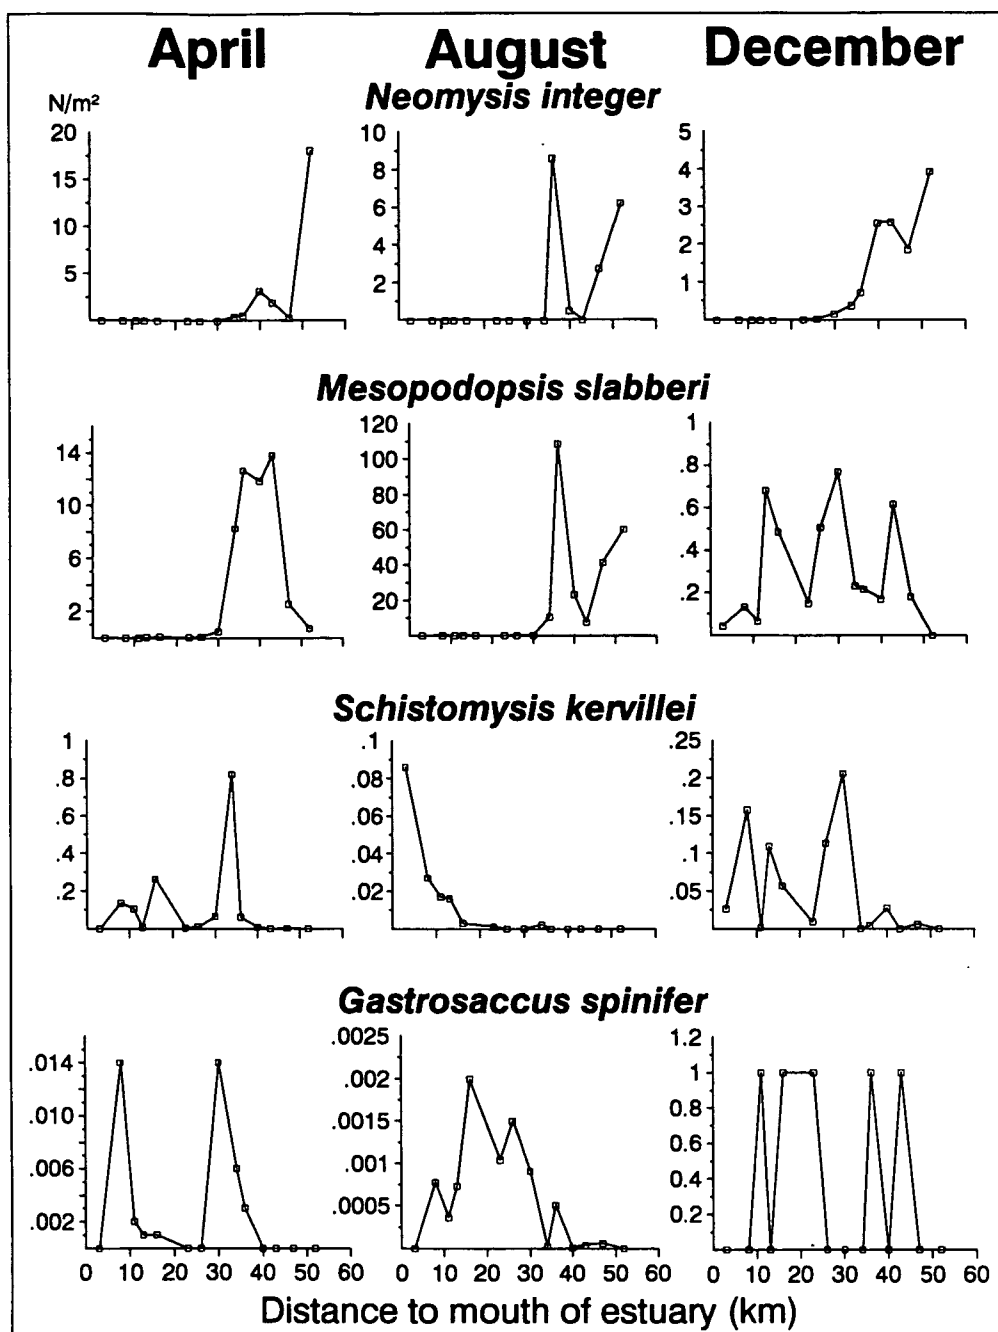 April August December
Neomysis integer
N/m²
20 10 5
15 8 4
10 6 3
5 4 2
2 1
Mesopodopsis slabberi
14 120 1
10 100 .8
6 80 .6
2 60 .4
40 .2
20
Schistomysis kervillei
1 .1 .25
.8 .08 .2
.6 .06 .15
.4 .04 .1
.2 .02 .05
Gastrosaccus spinifer
.014 .0025 1.2
.010 .002 1
.006 .0015 0.8
.002 .001 0.6
.0005 0.4
0.2
0 10 20 30 40 50 60 0 10 20 30 40 50 60 0 10 20 30 40 50 60
Distance to mouth of estuary (km)